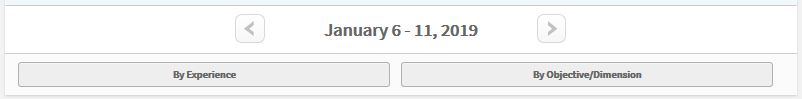 January 6 - 11, 2019
By Experience
By Objective/Dimension